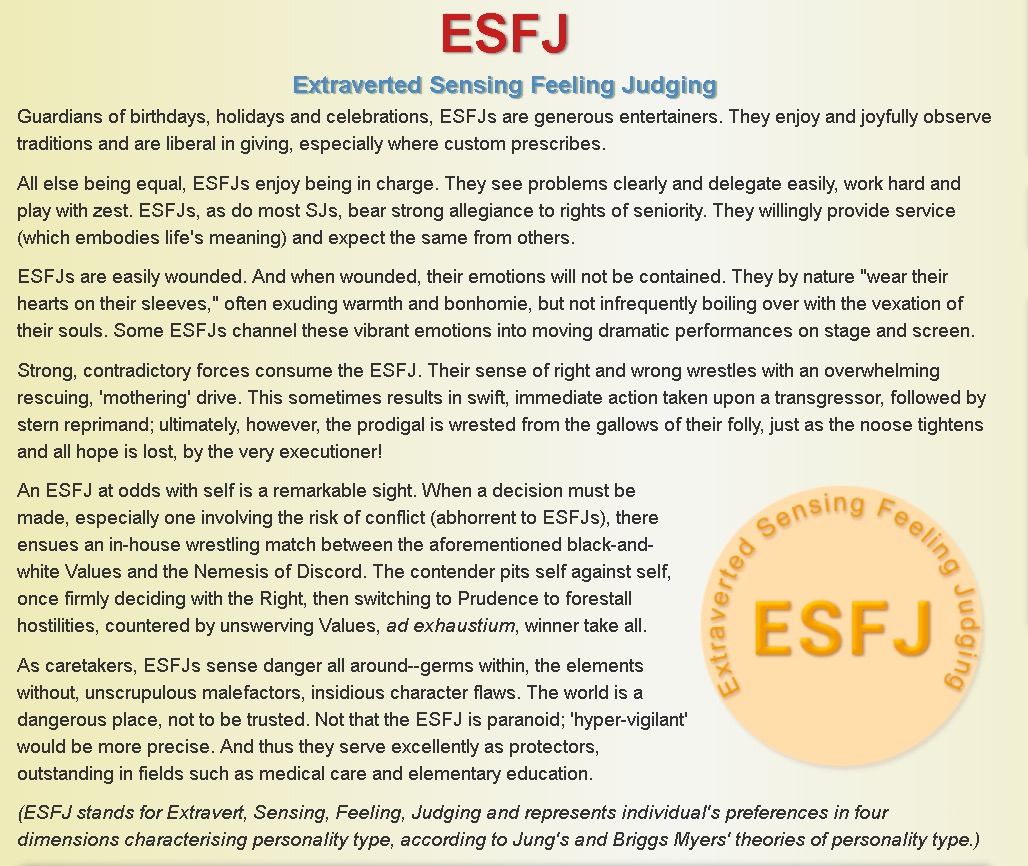 ESFJ
Extraverted Sensing Feeling Judging
Guardians of birthdays, holidays and celebrations, ESFJs are generous entertainers. They enjoy and joyfully observe
traditions and are liberal in giving, especially where custom prescribes.
All else being equal, ESFJs enjoy being in charge. They see problems clearly and delegate easily, work hard and
play with zest. ESFJs, as do most SJs, bear strong allegiance to rights of seniority. They willingly provide service
(which embodies life's meaning) and expect the same from others.
ESFJs are easily wounded. And when wounded, their emotions will not be contained. They by nature "wear their
hearts on their sleeves," often exuding warmth and bonhomie, but not infrequently boiling over with the vexation of
their souls. Some ESFJs channel these vibrant emotions into moving dramatic performances on stage and screen.
Strong, contradictory forces consume the ESFJ. Their sense of right and wrong wrestles with an overwhelming
rescuing, 'mothering' drive. This sometimes results in swift, immediate action taken upon a transgressor, followed by
stern reprimand; ultimately, however, the prodigal is wrested from the gallows of their folly, just as the noose tightens
and all hope is lost, by the very executioner!
An ESFJ at odds with self is a remarkable sight. When a decision must be
made, especially one involving the risk of conflict (abhorrent to ESFJs), there
ensues an in-house wrestling match between the aforementioned black-and-
white Values and the Nemesis of Discord. The contender pits self against self,
once firmly deciding with the Right, then switching to Prudence to forestall
hostilities, countered by unswerving Values, ad exhaustium, winner take all.
As caretakers, ESFJs sense danger all around--germs within, the elements
without, unscrupulous malefactors, insidious character flaws. The world is a
dangerous place, not to be trusted. Not that the ESFJ is paranoid; 'hyper-vigilant'
would be more precise. And thus they serve excellently as protectors,
outstanding in fields such as medical care and elementary education.
Extraverted Sensing Feeling Judging
ESFJ
(ESFJ stands for Extravert, Sensing, Feeling, Judging and represents individual's preferences in four
dimensions characterising personality type, according to Jung's and Briggs Myers' theories of personality type.)